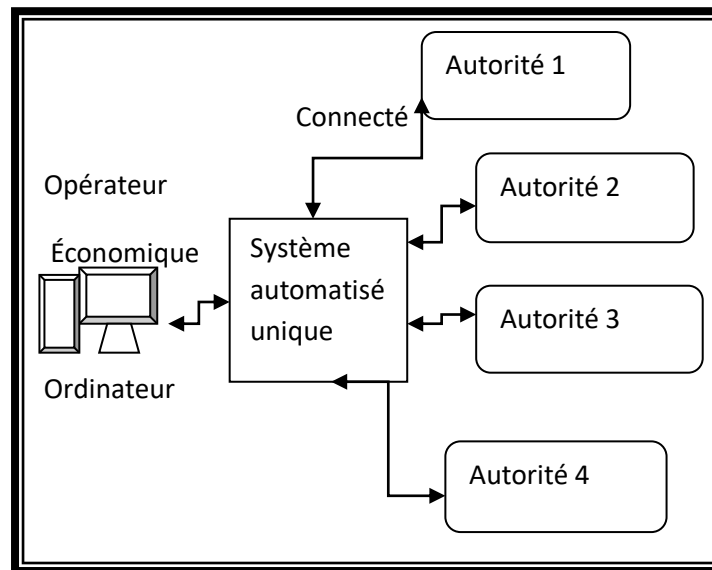 Autorité 1
Connecté
Opérateur
Économique
Ordinateur
Système
automatisé
unique
Autorité 2
Autorité 3
Autorité 4